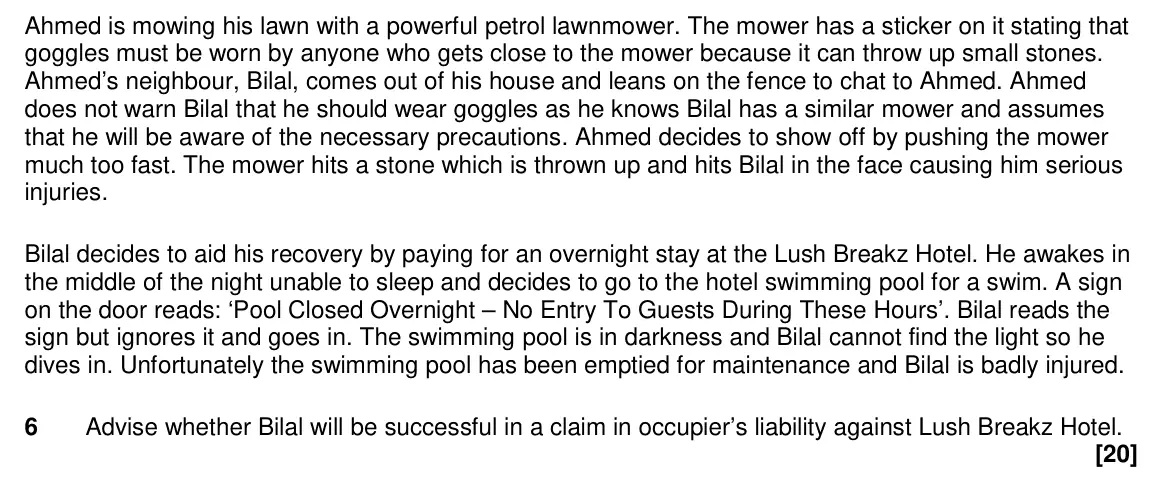 Ahmed is mowing his lawn with a powerful petrol lawnmower. The mower has a sticker on it stating that
goggles must be worn by anyone who gets close to the mower because it can throw up small stones.
Ahmed’s neighbour, Bilal, comes out of his house and leans on the fence to chat to Ahmed. Ahmed
does not warn Bilal that he should wear goggles as he knows Bilal has a similar mower and assumes
that he will be aware of the necessary precautions. Ahmed decides to show off by pushing the mower
much too fast. The mower hits a stone which is thrown up and hits Bilal in the face causing him serious
injuries.
Bilal decides to aid his recovery by paying for an overnight stay at the Lush Breakz Hotel. He awakes in
the middle of the night unable to sleep and decides to go to the hotel swimming pool for a swim. A sign
on the door reads: ‘Pool Closed Overnight – No Entry To Guests During These Hours’. Bilal reads the
sign but ignores it and goes in. The swimming pool is in darkness and Bilal cannot find the light so he
dives in. Unfortunately the swimming pool has been emptied for maintenance and Bilal is badly injured.
6 Advise whether Bilal will be successful in a claim in occupier’s liability against Lush Breakz Hotel.
[20]